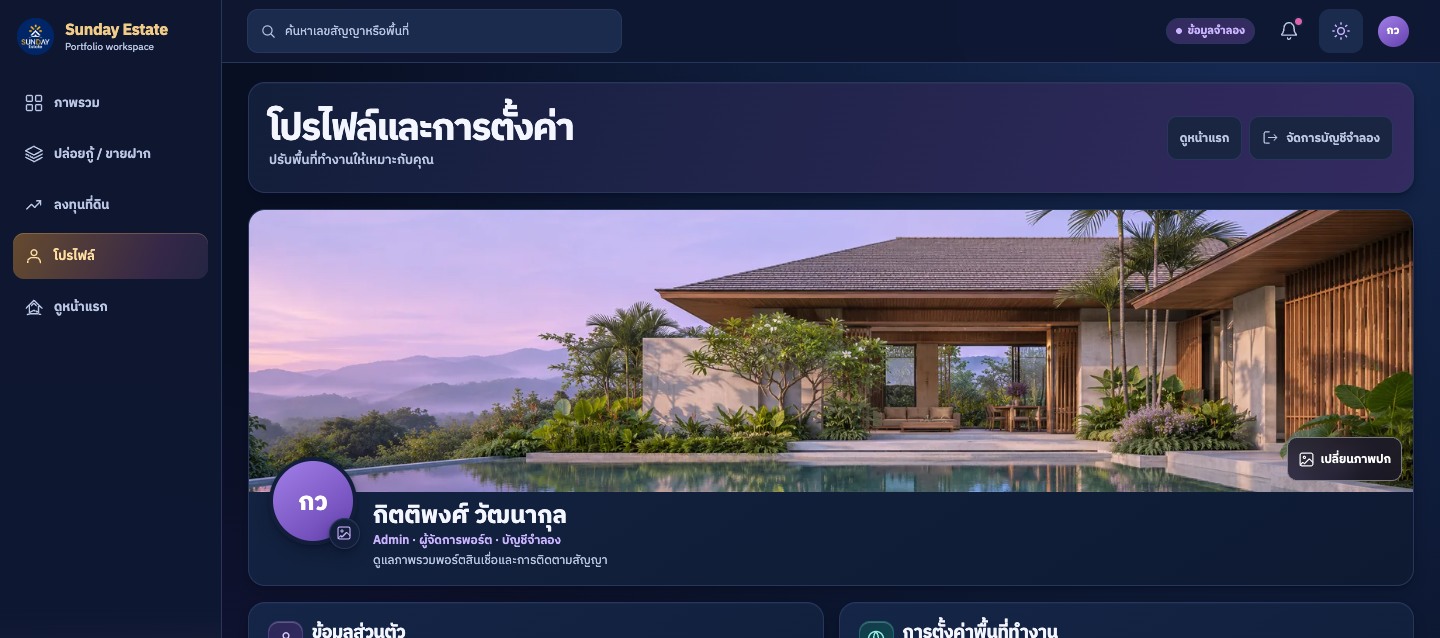 SUNDAY
Estate
Sunday Estate
Portfolio workspace
ค้นหาเลขสัญญาหรือพื้นที่
ข้อมูลจำลอง
กว
ภาพรวม
ปล่อยกู้ / ขายฝาก
ลงทุนที่ดิน
โปรไฟล์
ดูหน้าแรก
โปรไฟล์และการตั้งค่า
ปรับพื้นที่ทำงานให้เหมาะกับคุณ
ดูหน้าแรก
จัดการบัญชีจำลอง
เปลี่ยนภาพปก
กว
กิตติพงศ์ วัฒนากุล
Admin · ผู้จัดการพอร์ต · บัญชีจำลอง
ดูแลภาพรวมพอร์ตสินเชื่อและการติดตามสัญญา
ข้อมูลส่วนตัว
การตั้งค่าพื้นที่ทำงาน